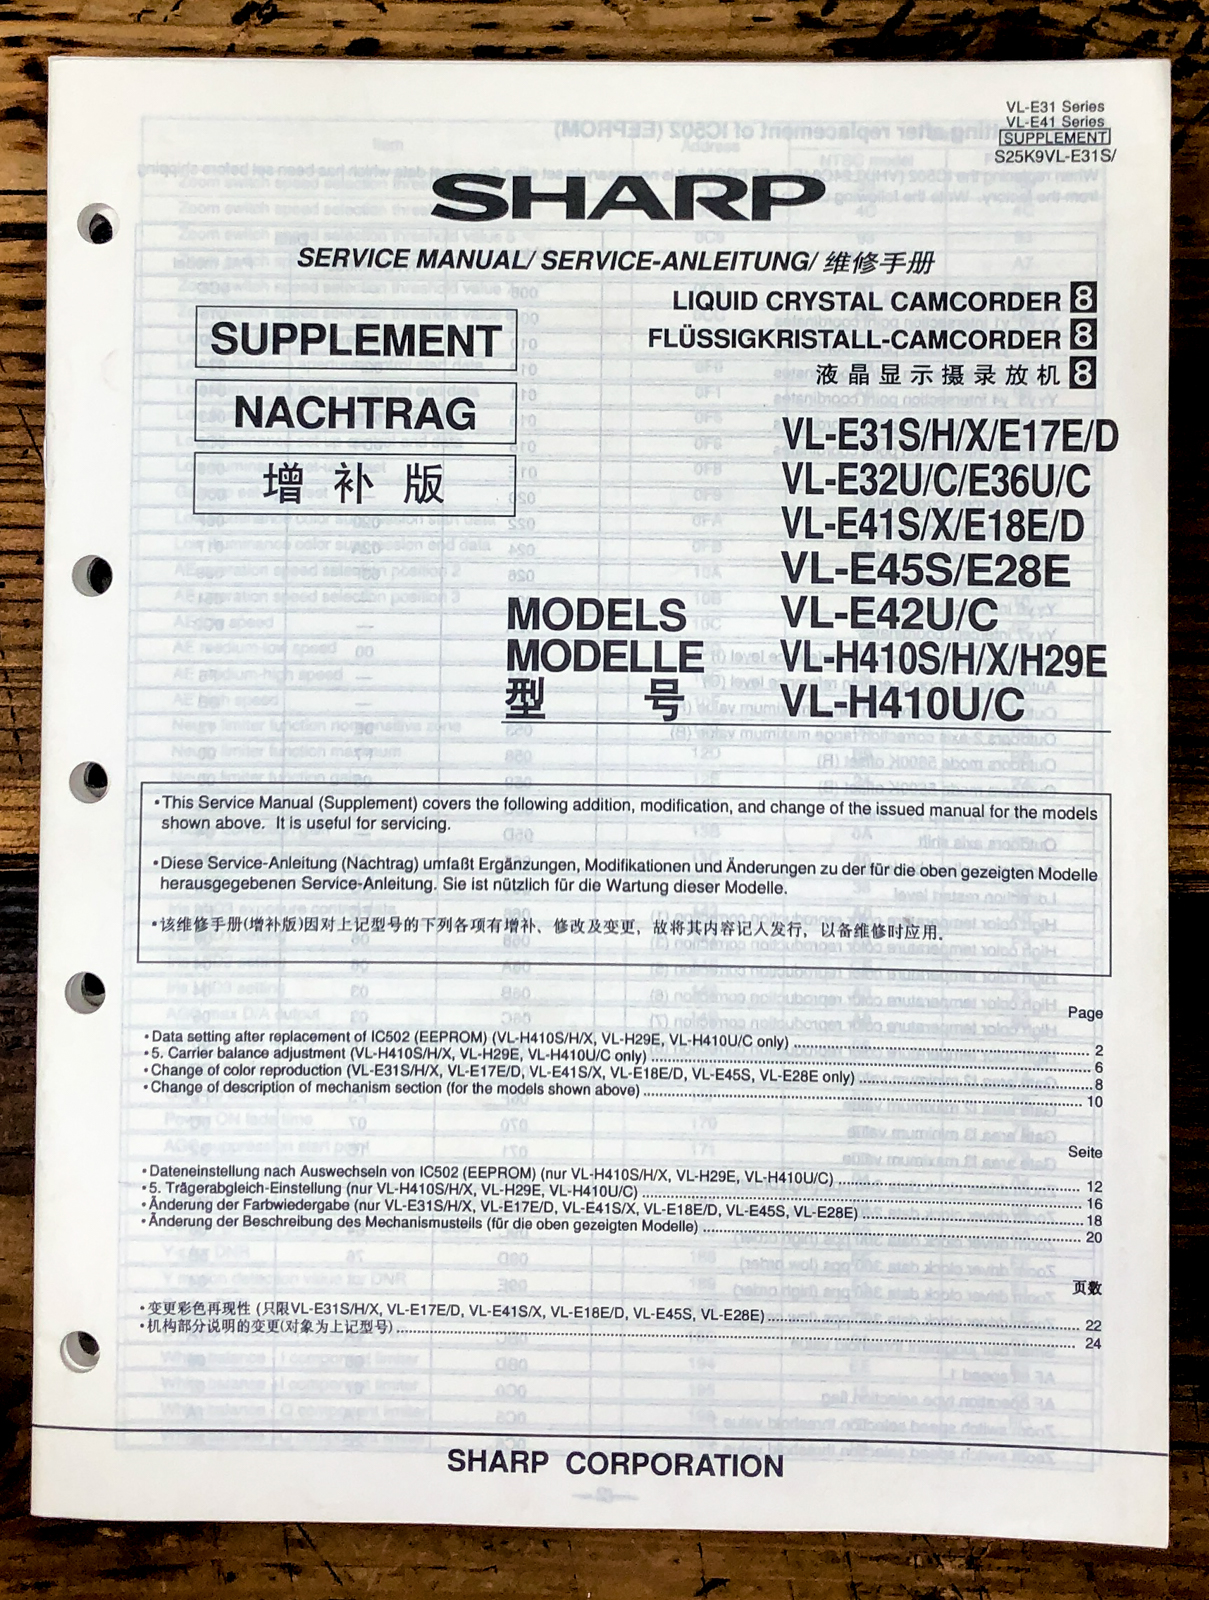 VL-E31 Series
VL-E41 Series
SUPPLEMENT
S25K9VL-E31S/
SHARP
SERVICE MANUAL/ SERVICE-ANLEITUNG/ 维修手册
LIQUID CRYSTAL CAMCORDER 8
FLÜSSIGKRISTALL-CAMCORDER 8
液晶显示摄录放机 8
SUPPLEMENT
NACHTRAG
增补版
VL-E31S/H/X/E17E/D
VL-E32U/C/E36U/C
VL-E41S/X/E18E/D
VL-E45S/E28E
MODELS VL-E42U/C
MODELLE VL-H410S/H/X/H29E
型 号 VL-H410U/C
•This Service Manual (Supplement) covers the following addition, modification, and change of the issued manual for the models
shown above. It is useful for servicing.
•Diese Service-Anleitung (Nachtrag) umfaßt Ergänzungen, Modifikationen und Änderungen zu der für die oben gezeigten Modelle
herausgegebenen Service-Anleitung. Sie ist nützlich für die Wartung dieser Modelle.
•该维修手册(增补版)因对上记型号的下列各项有增补、修改及变更，故将其内容记入发行，以备维修时应用.
Page
•Data setting after replacement of IC502 (EEPROM) (VL-H410S/H/X, VL-H29E, VL-H410U/C only) ........ 2
•5. Carrier balance adjustment (VL-H410S/H/X, VL-H29E, VL-H410U/C only) ........ 6
•Change of color reproduction (VL-E31S/H/X, VL-E17E/D, VL-E41S/X, VL-E18E/D, VL-E45S, VL-E28E only) ........ 8
•Change of description of mechanism section (for the models shown above) ........ 10
Seite
•Dateneinstellung nach Auswechseln von IC502 (EEPROM) (nur VL-H410S/H/X, VL-H29E, VL-H410U/C) ........ 12
•5. Trägerabgleich-Einstellung (nur VL-H410S/H/X, VL-H29E, VL-H410U/C) ........ 16
•Änderung der Farbwiedergabe (nur VL-E31S/H/X, VL-E17E/D, VL-E41S/X, VL-E18E/D, VL-E45S, VL-E28E) ........ 18
•Änderung der Beschreibung des Mechanismusteils (für die oben gezeigten Modelle) ........ 20
页数
•变更彩色再现性 (只限VL-E31S/H/X, VL-E17E/D, VL-E41S/X, VL-E18E/D, VL-E45S, VL-E28E) ........ 22
•机构部分说明的变更(对象为上记型号) ........ 24
SHARP CORPORATION